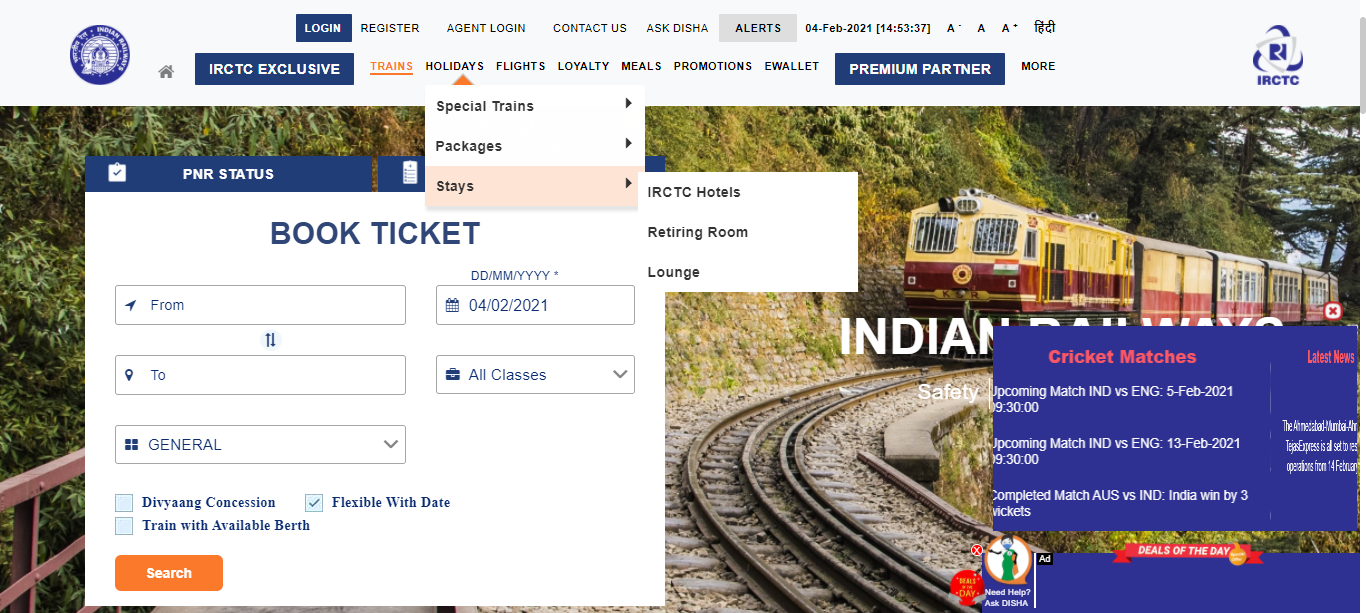 LOGIN REGISTER AGENT LOGIN CONTACT US ASK DISHA ALERTS 04-Feb-2021 [14:53:37] A - A A + हिंदी
IRCTC EXCLUSIVE TRAINS HOLIDAYS FLIGHTS LOYALTY MEALS PROMOTIONS EWALLET PREMIUM PARTNER MORE
IRCTC
Special Trains
Packages
Stays
IRCTC Hotels
Retiring Room
Lounge
PNR STATUS
BOOK TICKET
DD/MM/YYYY *
From
04/02/2021
To
All Classes
GENERAL
Divyaang Concession
Flexible With Date
Train with Available Berth
Search
INDIAN RAILWAYS
Safety |
Cricket Matches
Upcoming Match IND vs ENG: 5-Feb-2021
09:30:00
Upcoming Match IND vs ENG: 13-Feb-2021
09:30:00
Completed Match AUS vs IND: India win by 3
wickets
Latest News
The Ahmedabad-Mumbai-Ahm
TejasExpress is all set to res
operations from 14 February
DEALS OF THE DAY
Ad
DEALS
OF THE
DAY
Need Help?
Ask DISHA